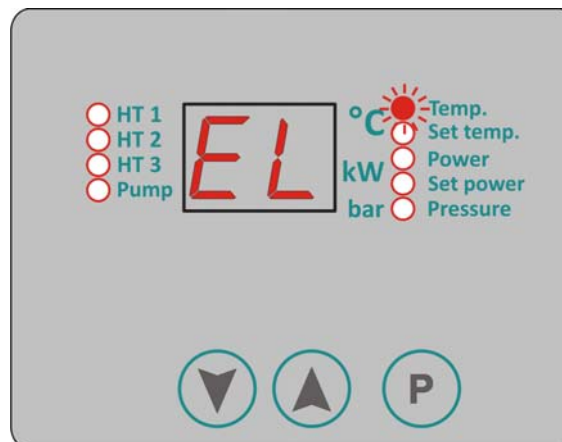 HT 1
HT 2
HT 3
Pump
EL
°C
kW
bar
Temp.
Set temp.
Power
Set power
Pressure
P